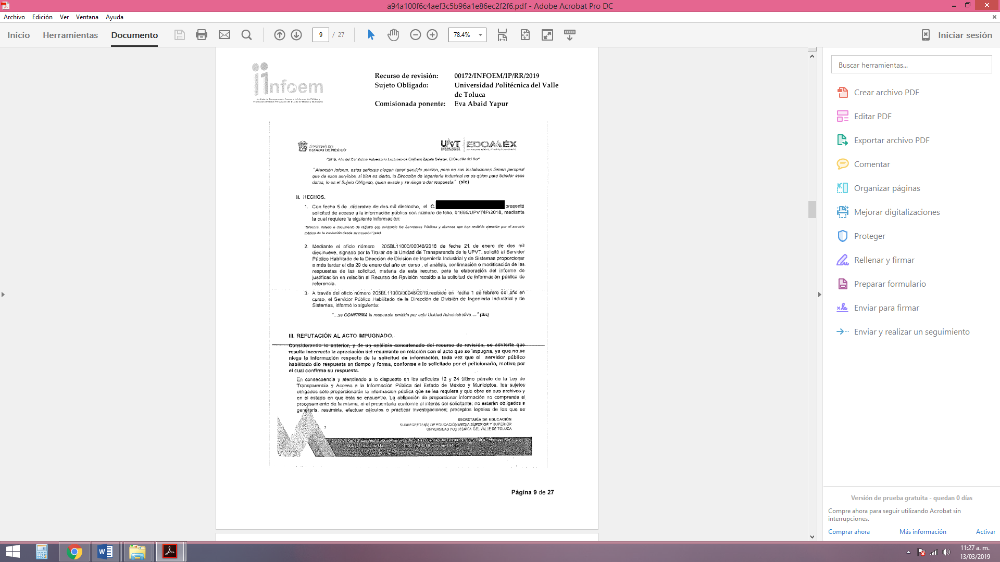 a94a100f6c4aef3c5b96a1e86ec2f2f6.pdf - Adobe Acrobat Pro DC
Archivo Edición Ver Ventana Ayuda
Inicio Herramientas Documento 9 / 27 78.4% Iniciar sesión
infoem
Instituto de Transparencia, Acceso a la Información Pública y
Protección de Datos Personales del Estado de México y Municipios
Recurso de revisión: 00172/INFOEM/IP/RR/2019
Sujeto Obligado: Universidad Politécnica del Valle
de Toluca
Comisionada ponente: Eva Abaid Yapur
GOBIERNO DEL
ESTADO DE MÉXICO
UPVT EDOMÉX
"2019. Año del Centésimo Aniversario Luctuoso de Emiliano Zapata Salazar. El Caudillo del Sur"
"Atención Infoem, estos señores niegan tener servicio medico, pero en sus instalaciones tienen personal
que da esos servicios, si bien es cierto, la Dirección de Ingeniería Industrial no es quien para brindar esos
datos, lo es el Sujeto Obligado, quien evade y se niega a dar respuesta." (sic)
II. HECHOS.
1. Con fecha 5 de diciembre de dos mil dieciocho, el C. presentó
solicitud de acceso a la información pública con número de folio, 01665/UPVT/IP/2018, mediante
la cual requiere la siguiente información:
"Bitácora, listado o documento de registro que evidencie los Servidores Públicos y alumnos que han recibido atención por el servicio
médico de la institución desde su creación" (sic)
2. Mediante el oficio número 205BL11000/00046/2018 de fecha 21 de enero de dos mil
diecinueve, signado por la Titular de la Unidad de Transparencia de la UPVT, solicitó al Servidor
Público Habilitado de la Dirección de División de Ingeniería Industrial y de Sistemas proporcionar
a más tardar el día 29 de enero del año en curso , el análisis, confirmación o modificación de las
respuestas de las solicitud, materia de este recurso, para la elaboración del informe de
justificación en relación al Recurso de Revisión recaído a la solicitud de información pública de
referencia.
3. A través del oficio número 205BL11000/00048/2019,recibido en fecha 1 de febrero del año en
curso, el Servidor Público Habilitado de la Dirección de División de Ingeniería Industrial y de
Sistemas, informó lo siguiente:
"...se CONFIRMA la respuesta emitida por esta Unidad Administrativa...." (Sic)
III. REFUTACIÓN AL ACTO IMPUGNADO.
Considerando lo anterior, y de un análisis concatenado del recurso de revisión, se advierte que
resulta incorrecta la apreciación del recurrente en relación con el acto que se impugna, ya que no se
niega la información respecto de la solicitud de información, toda vez que el servidor público
habilitado dio respuesta en tiempo y forma, conforme a lo solicitado por el peticionario, motivo por
el cual confirma su respuesta.
En consecuencia y atendiendo a lo dispuesto en los artículos 12 y 24 último párrafo de la Ley de
Transparencia y Acceso a la Información Pública del Estado de México y Municipios, los sujetos
obligados sólo proporcionarán la información pública que se les requiera y que obre en sus archivos y
en el estado en que ésta se encuentre. La obligación de proporcionar información no comprende el
procesamiento de la misma, ni el presentarla conforme al interés del solicitante; no estarán obligados a
generarla, resumirla, efectuar cálculos o practicar investigaciones; preceptos legales de los que se
SECRETARÍA DE EDUCACIÓN
SUBSECRETARÍA DE EDUCACIÓN MEDIA SUPERIOR Y SUPERIOR
UNIVERSIDAD POLITÉCNICA DEL VALLE DE TOLUCA
2
Página 9 de 27
Buscar herramientas...
Crear archivo PDF
Editar PDF
Exportar archivo PDF
Comentar
Organizar páginas
Mejorar digitalizaciones
Proteger
Rellenar y firmar
Preparar formulario
Enviar para firmar
Enviar y realizar un seguimiento
Versión de prueba gratuita - quedan 0 días
Compre ahora para seguir utilizando Acrobat sin
interrupciones.
Comprar ahora Más información Activar
11:27 a. m.
13/03/2019